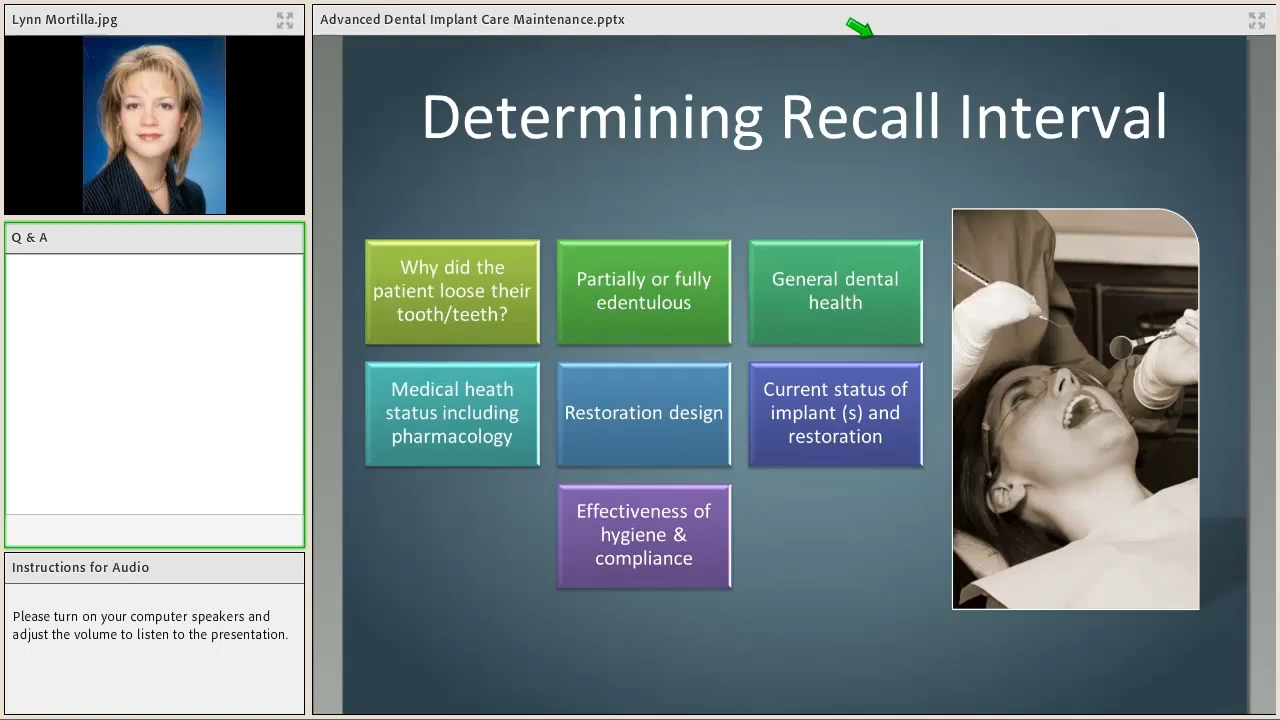 Lynn Mortilla.jpg
Advanced Dental Implant Care Maintenance.pptx
Q & A
Instructions for Audio
Please turn on your computer speakers and
adjust the volume to listen to the presentation.
Determining Recall Interval
Why did the
patient loose their
tooth/teeth?
Partially or fully
edentulous
General dental
health
Medical heath
status including
pharmacology
Restoration design
Current status of
implant (s) and
restoration
Effectiveness of
hygiene &
compliance